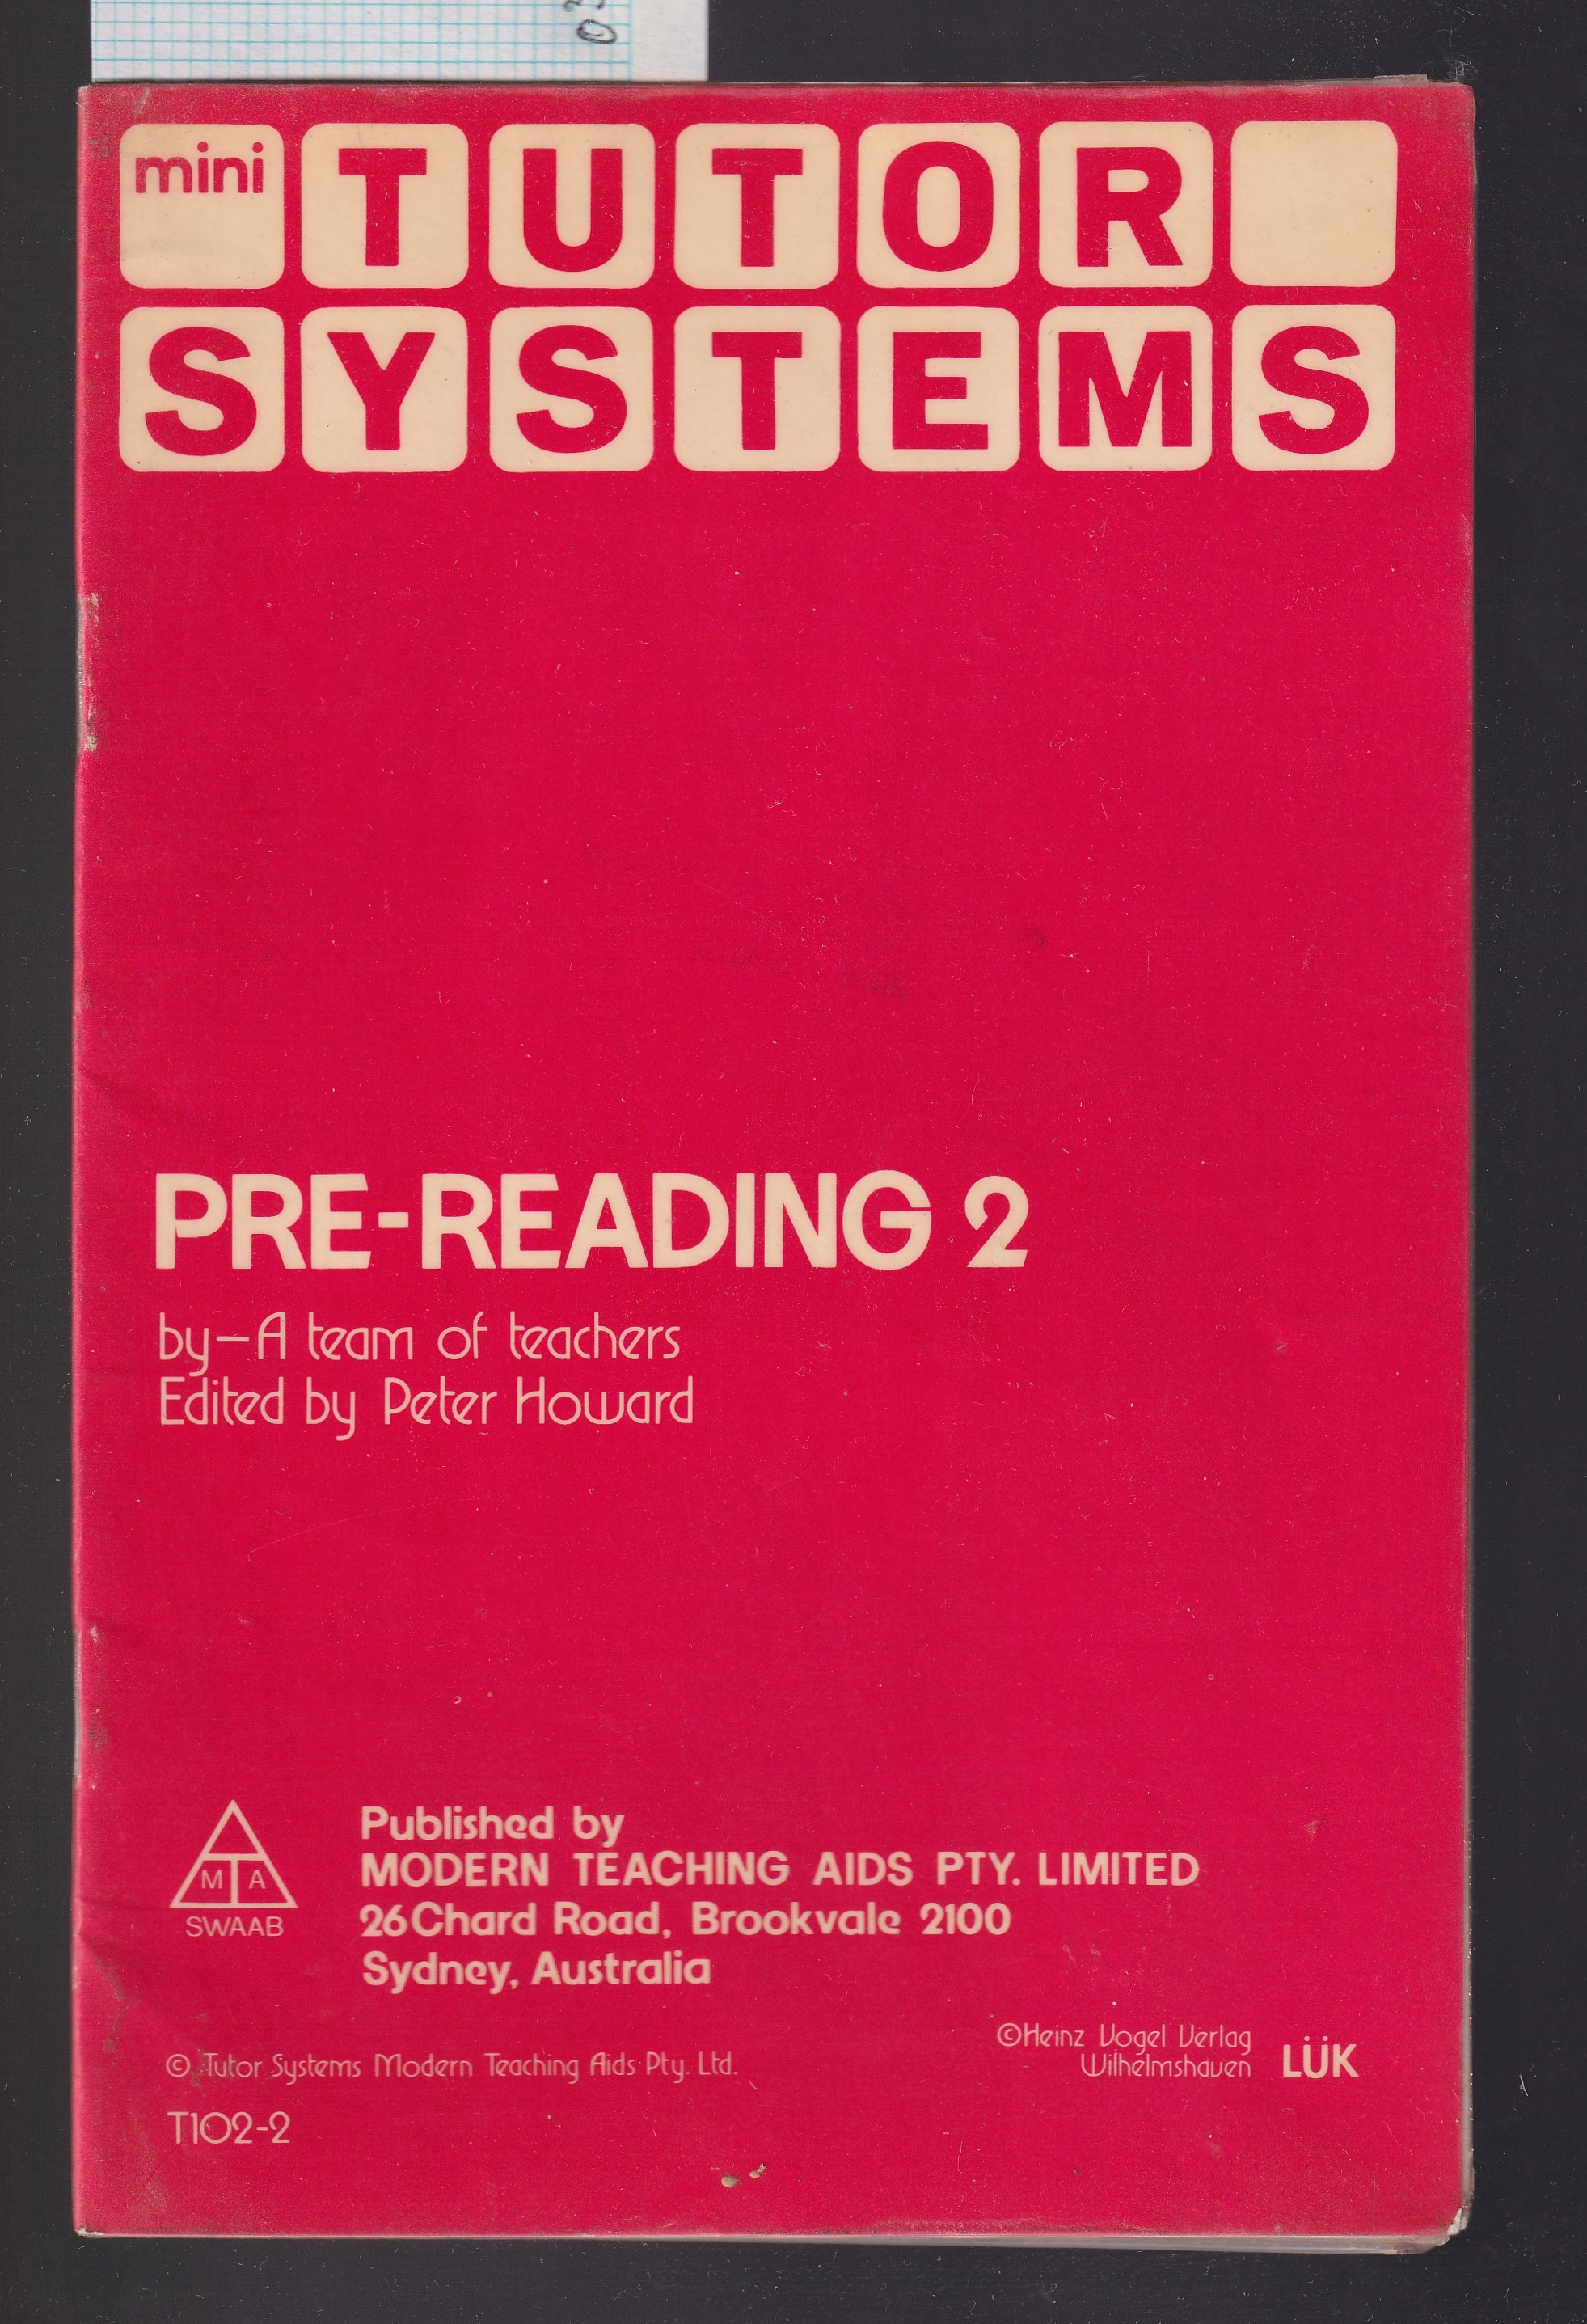 mini TUTOR
SYSTEMS
PRE-READING 2
by—A team of teachers
Edited by Peter Howard
MTA
SWAAB
Published by
MODERN TEACHING AIDS PTY. LIMITED
26 Chard Road, Brookvale 2100
Sydney, Australia
©Heinz Vogel Verlag
Wilhelmshaven LÜK
© Tutor Systems Modern Teaching Aids Pty. Ltd.
T102-2